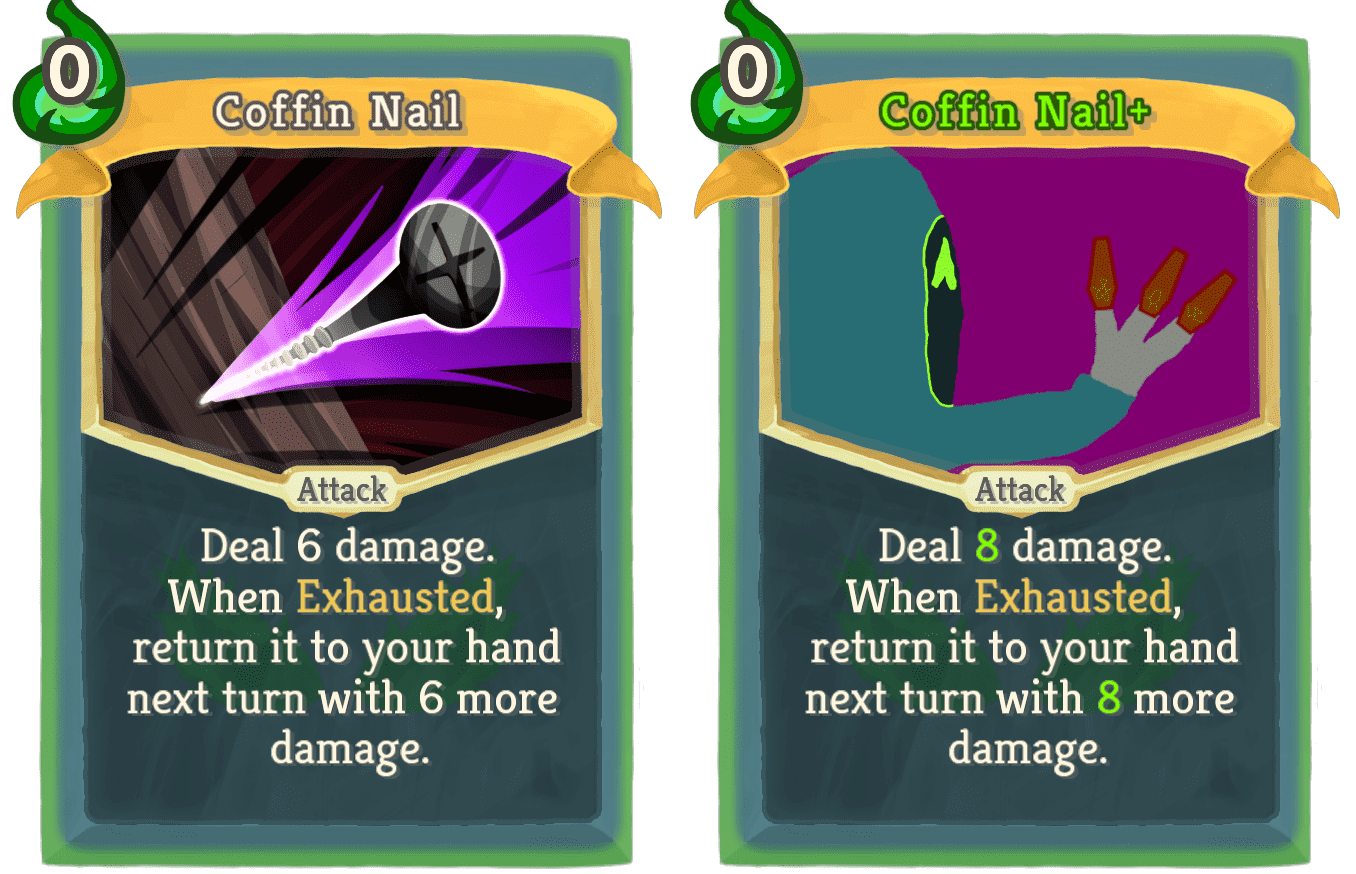 0
Coffin Nail
Attack
Deal 6 damage.
When Exhausted,
return it to your hand
next turn with 6 more
damage.
0
Coffin Nail+
Attack
Deal 8 damage.
When Exhausted,
return it to your hand
next turn with 8 more
damage.